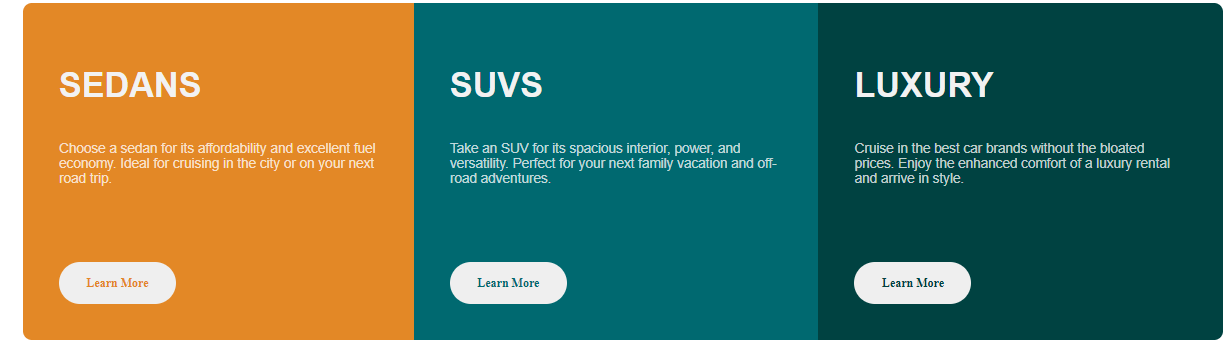 SEDANS
Choose a sedan for its affordability and excellent fuel
economy. Ideal for cruising in the city or on your next
road trip.
Learn More
SUVS
Take an SUV for its spacious interior, power, and
versatility. Perfect for your next family vacation and off-
road adventures.
Learn More
LUXURY
Cruise in the best car brands without the bloated
prices. Enjoy the enhanced comfort of a luxury rental
and arrive in style.
Learn More